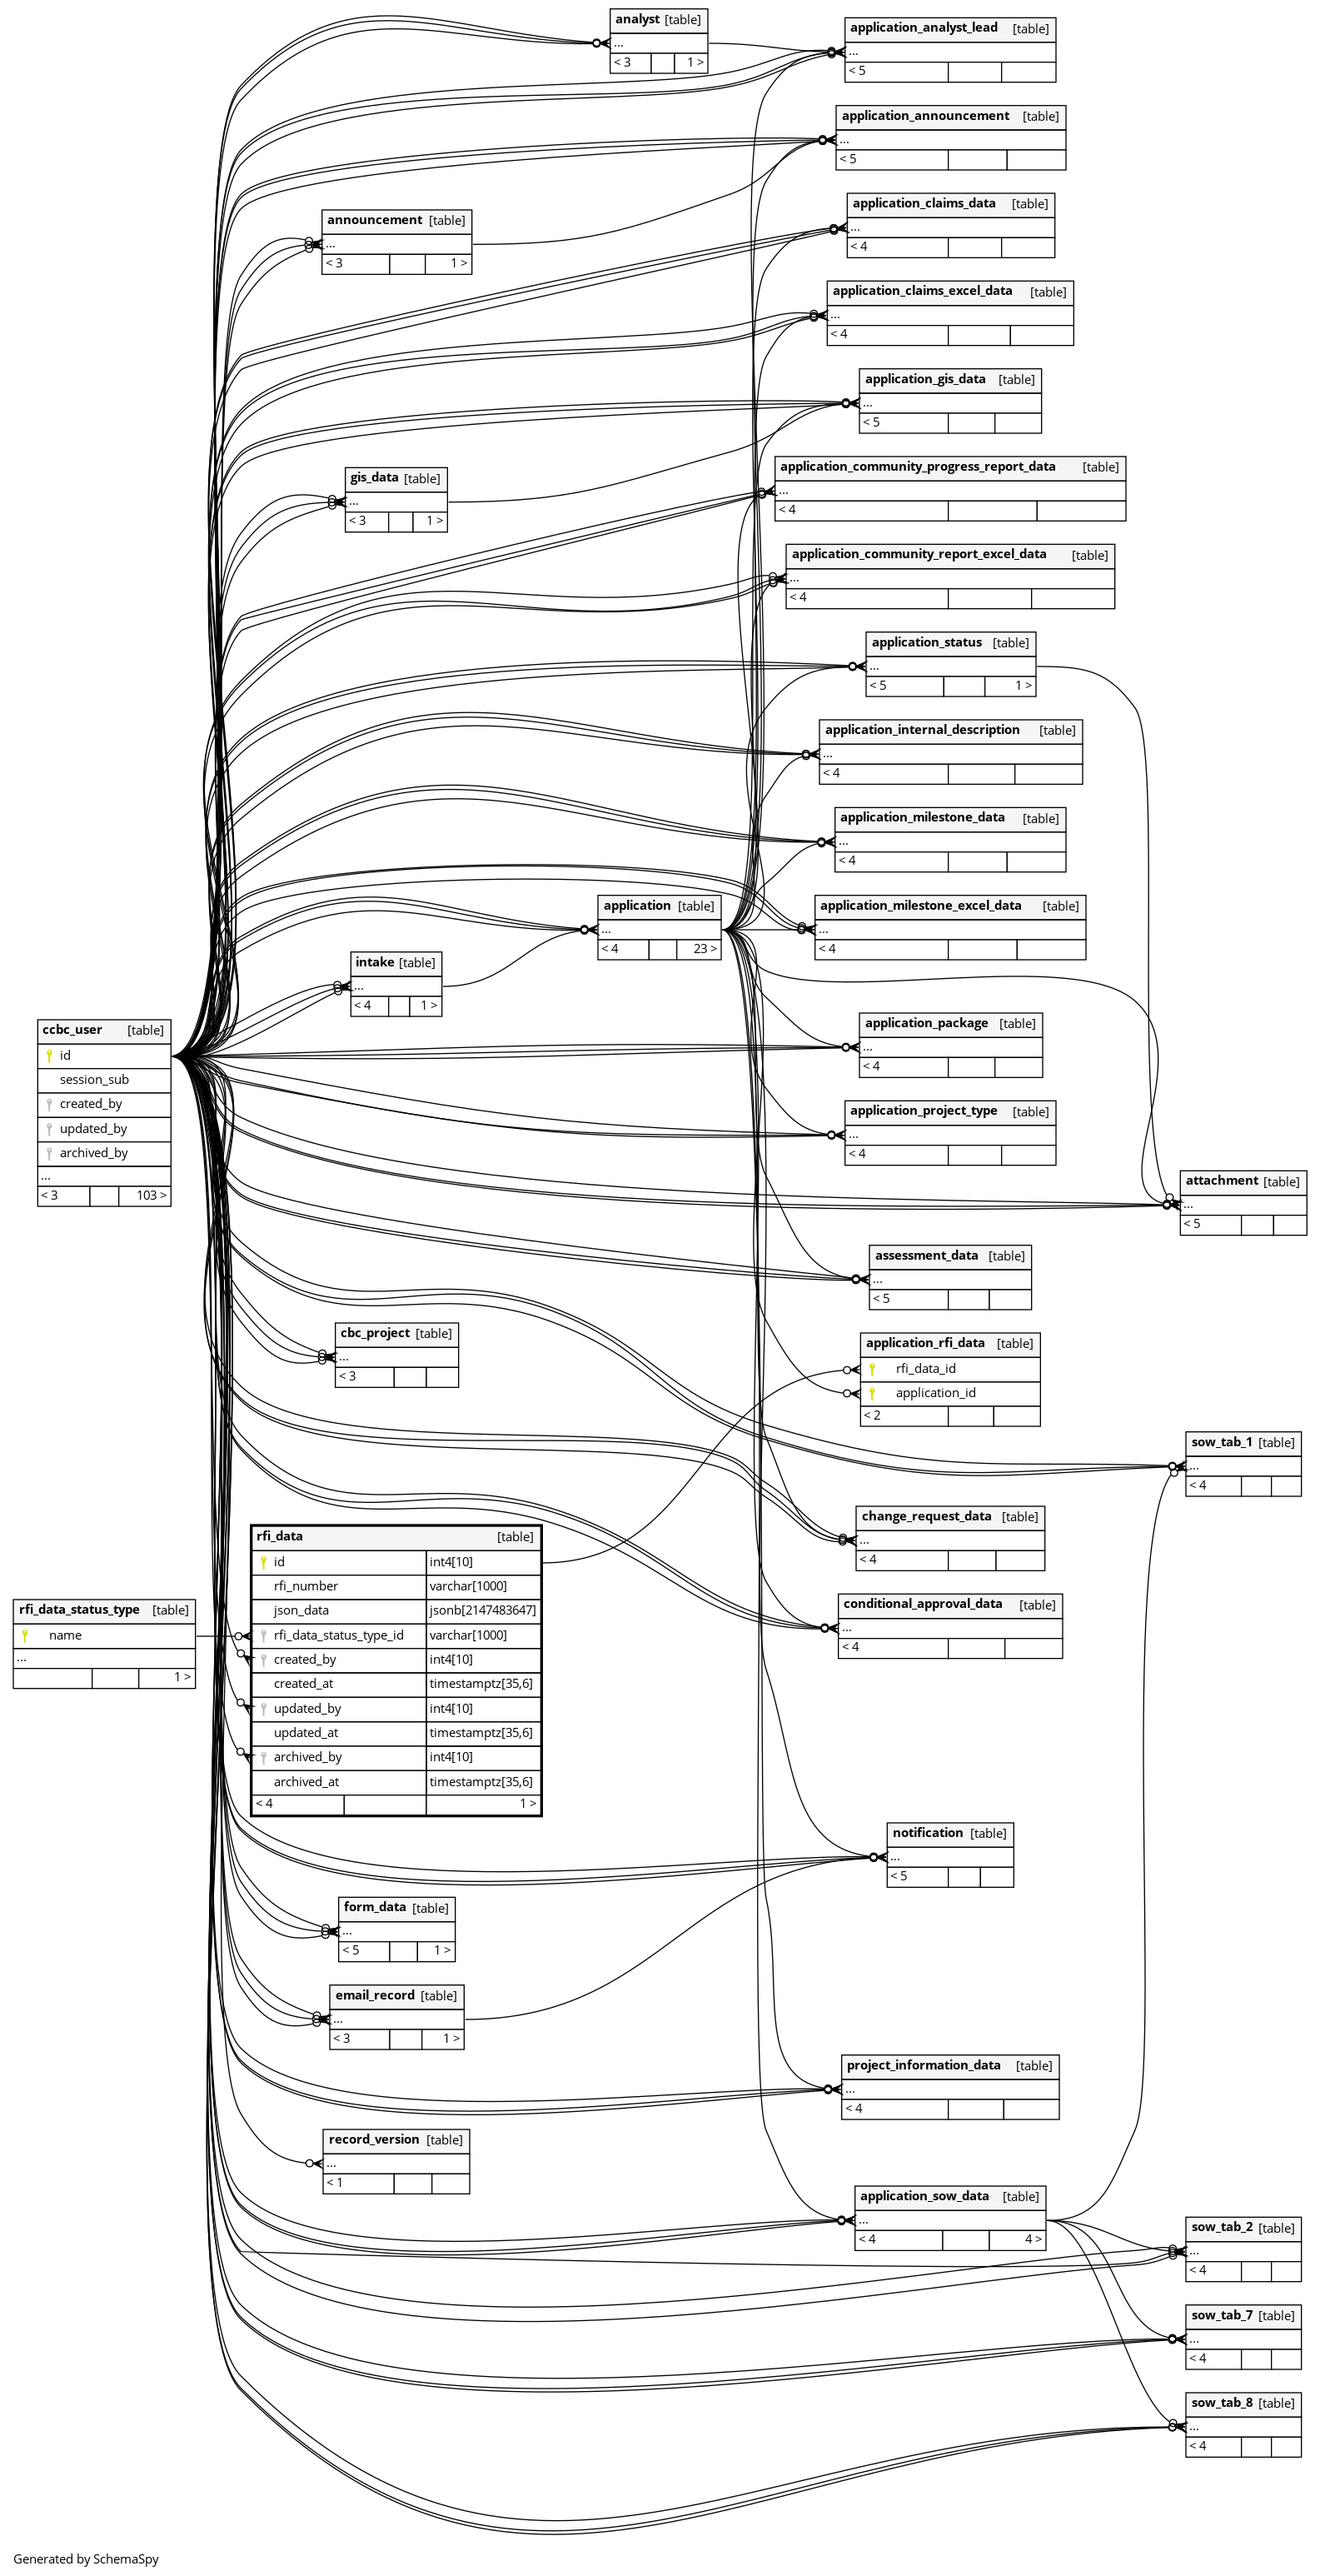 analyst [table]
...
< 3 1 >
application_analyst_lead [table]
...
< 5
application_announcement [table]
...
< 5
application_claims_data [table]
...
< 4
announcement [table]
...
< 3 1 >
application_claims_excel_data [table]
...
< 4
application_gis_data [table]
...
< 5
application_community_progress_report_data [table]
...
< 4
gis_data [table]
...
< 3 1 >
application_community_report_excel_data [table]
...
< 4
application_status [table]
...
< 5 1 >
application_internal_description [table]
...
< 4
application_milestone_data [table]
...
< 4
application [table]
...
< 4 23 >
application_milestone_excel_data [table]
...
< 4
intake [table]
...
< 4 1 >
application_package [table]
...
< 4
ccbc_user [table]
id
session_sub
created_by
updated_by
archived_by
...
< 3 103 >
application_project_type [table]
...
< 4
attachment [table]
...
< 5
assessment_data [table]
...
< 5
cbc_project [table]
...
< 3
application_rfi_data [table]
rfi_data_id
application_id
< 2
sow_tab_1 [table]
...
< 4
change_request_data [table]
...
< 4
rfi_data [table]
id int4[10]
rfi_number varchar[1000]
json_data jsonb[2147483647]
rfi_data_status_type_id varchar[1000]
created_by int4[10]
created_at timestamptz[35,6]
updated_by int4[10]
updated_at timestamptz[35,6]
archived_by int4[10]
archived_at timestamptz[35,6]
< 4 1 >
rfi_data_status_type [table]
name
...
1 >
conditional_approval_data [table]
...
< 4
notification [table]
...
< 5
form_data [table]
...
< 5 1 >
email_record [table]
...
< 3 1 >
project_information_data [table]
...
< 4
record_version [table]
...
< 1
application_sow_data [table]
...
< 4 4 >
sow_tab_2 [table]
...
< 4
sow_tab_7 [table]
...
< 4
sow_tab_8 [table]
...
< 4
Generated by SchemaSpy